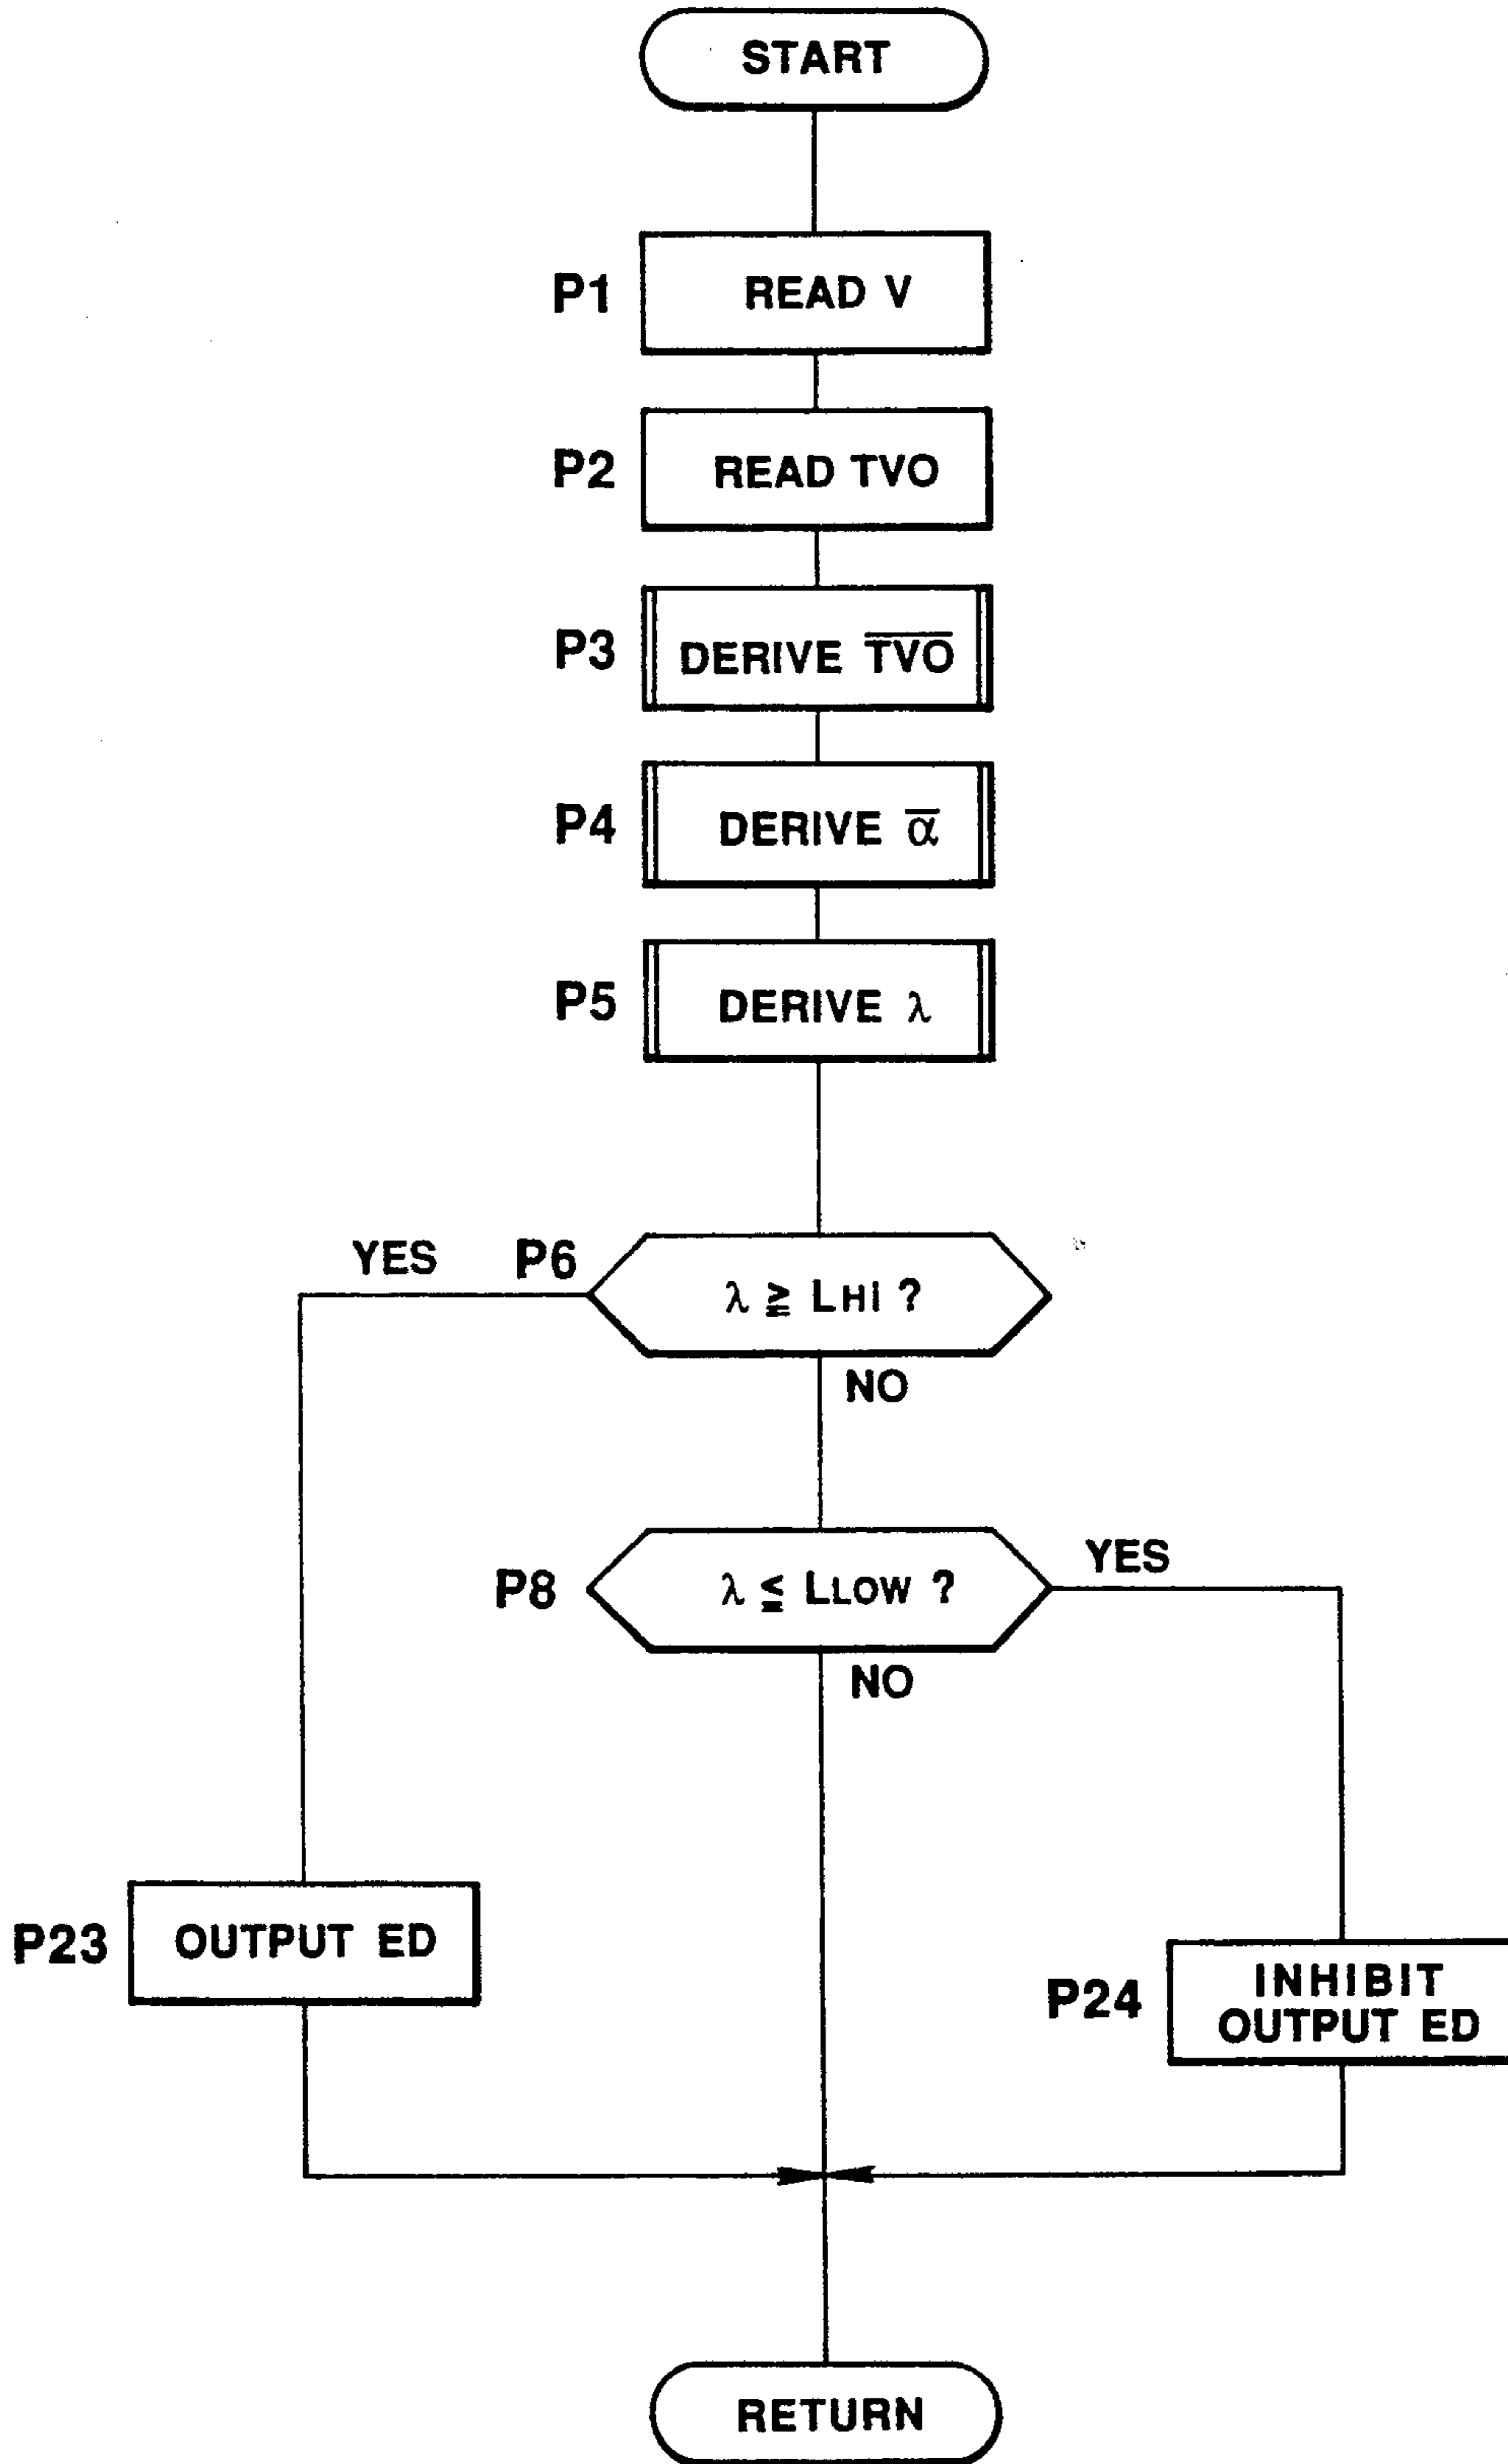 START
P1 READ V
P2 READ TVO
P3 DERIVE T̅V̅O̅
P4 DERIVE α̅
P5 DERIVE λ
YES P6 λ ≧ LHi ?
NO
P8 λ ≦ LLOW ? YES
NO
P23 OUTPUT ED
P24 INHIBIT
OUTPUT ED
RETURN